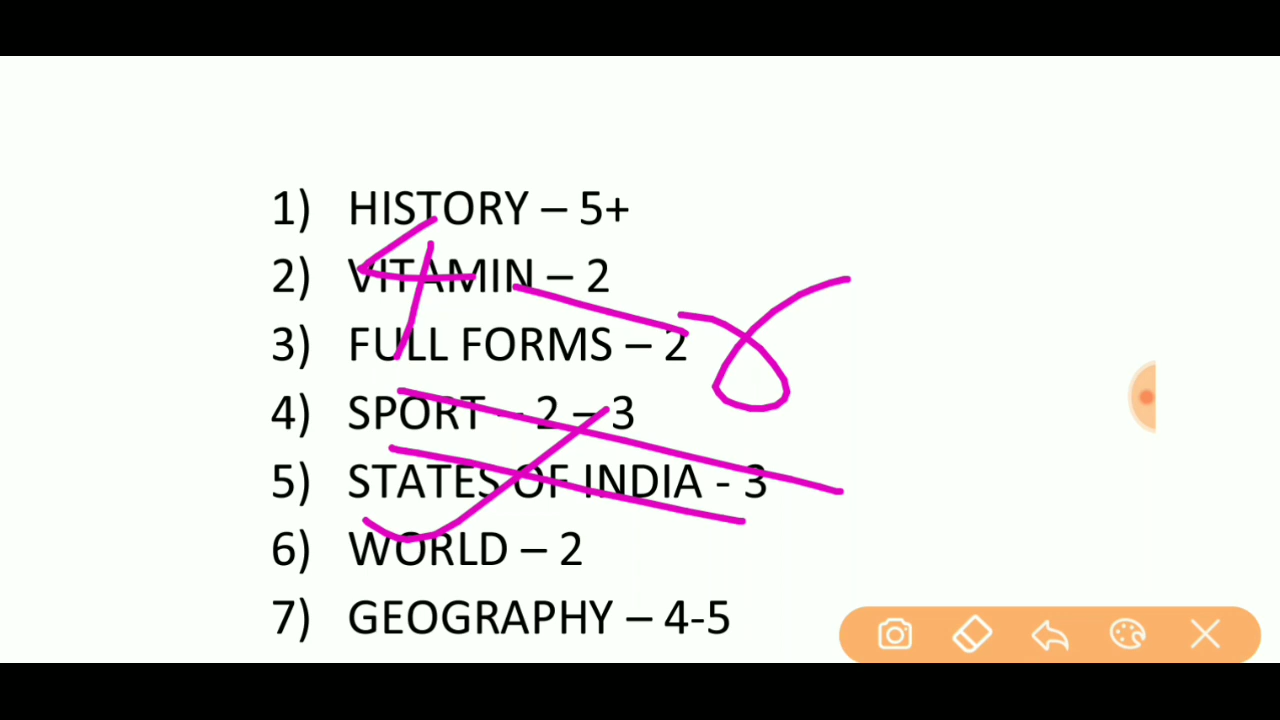 1) HISTORY – 5+
2) VITAMIN – 2
3) FULL FORMS – 2
4) SPORT – 2 – 3
5) STATES OF INDIA - 3
6) WORLD – 2
7) GEOGRAPHY – 4-5